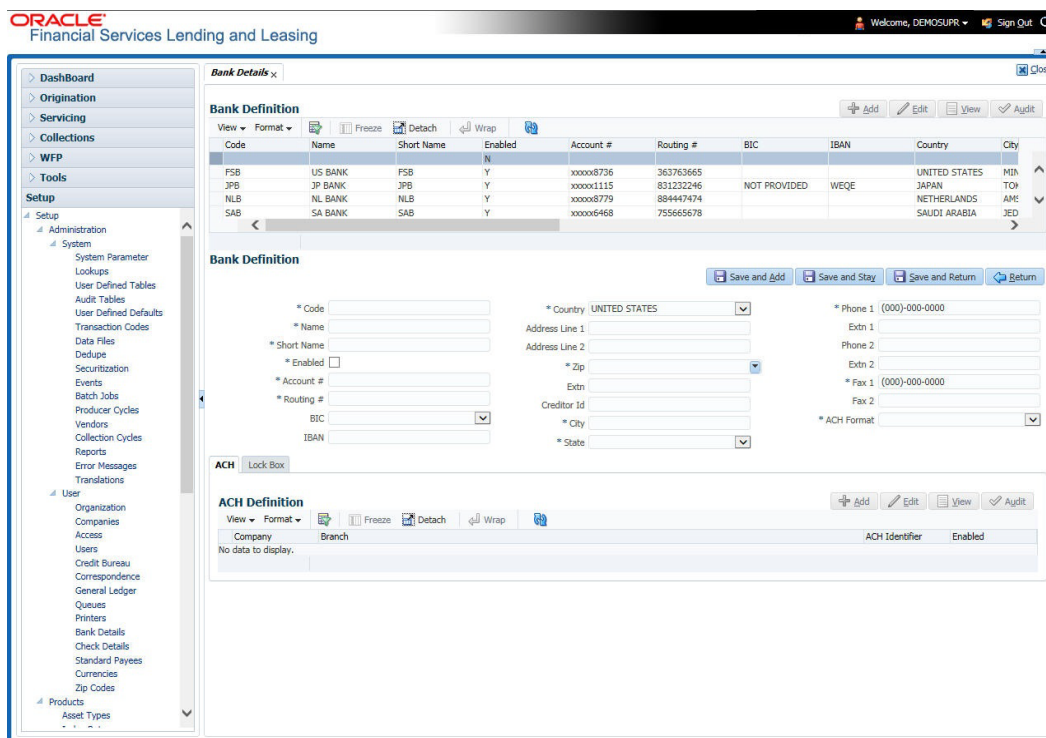 ORACLE®
Financial Services Lending and Leasing
Welcome, DEMOSUPR
Sign Out
DashBoard
Origination
Servicing
Collections
WFP
Tools
Setup
Setup
Administration
System
System Parameter
Lookups
User Defined Tables
Audit Tables
User Defined Defaults
Transaction Codes
Data Files
Dedupe
Securitization
Events
Batch Jobs
Producer Cycles
Vendors
Collection Cycles
Reports
Error Messages
Translations
User
Organization
Companies
Access
Users
Credit Bureau
Correspondence
General Ledger
Queues
Printers
Bank Details
Check Details
Standard Payees
Currencies
Zip Codes
Products
Asset Types
Bank Details
Clos
Bank Definition
Add Edit View Audit
View Format Freeze Detach Wrap
Code Name Short Name Enabled Account # Routing # BIC IBAN Country City
N
FSB US BANK FSB Y xxxxx8736 363763665 UNITED STATES MIN
JPB JP BANK JPB Y xxxxx1115 831232246 NOT PROVIDED WEQE JAPAN TOK
NLB NL BANK NLB Y xxxxx8779 884447474 NETHERLANDS AMS
SAB SA BANK SAB Y xxxxx6468 755665678 SAUDI ARABIA JED
Bank Definition
Save and Add Save and Stay Save and Return Return
* Code
* Name
* Short Name
* Enabled
* Account #
* Routing #
BIC
IBAN
* Country UNITED STATES
Address Line 1
Address Line 2
* Zip
Extn
Creditor Id
* City
* State
* Phone 1 (000)-000-0000
Extn 1
Phone 2
Extn 2
* Fax 1 (000)-000-0000
Fax 2
* ACH Format
ACH Lock Box
ACH Definition
Add Edit View Audit
View Format Freeze Detach Wrap
Company Branch ACH Identifier Enabled
No data to display.